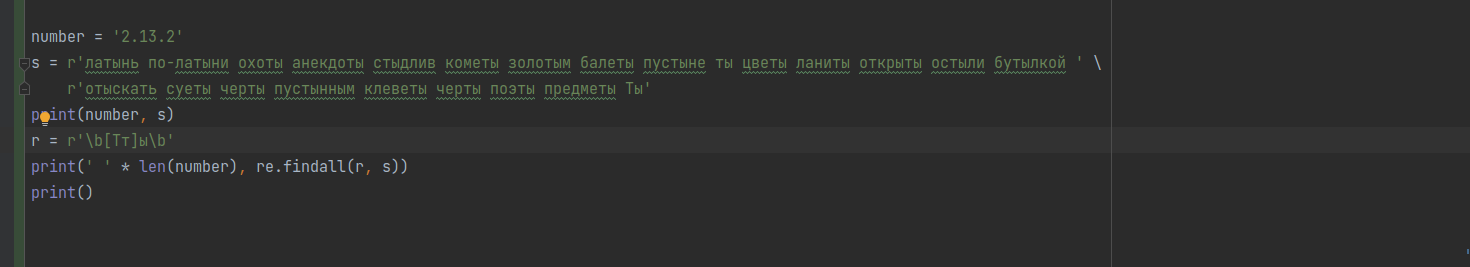 number = '2.13.2'
s = r'латынь по-латыни охоты анекдоты стыдлив кометы золотым балеты пустыне ты цветы ланиты открыты остыли бутылкой ' \
r'отыскать суеты черты пустынным клеветы черты поэты предметы Ты'
print(number, s)
r = r'\b[Тт]ы\b'
print(' ' * len(number), re.findall(r, s))
print()